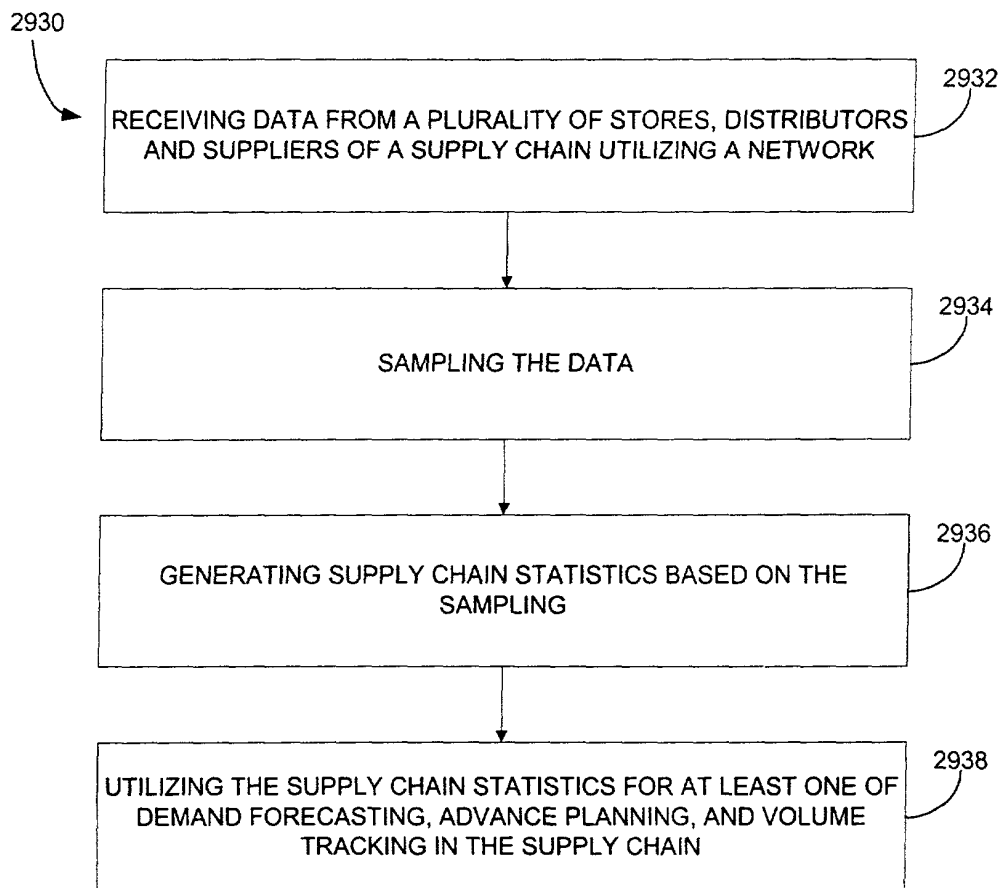 2930
2932
RECEIVING DATA FROM A PLURALITY OF STORES, DISTRIBUTORS
AND SUPPLIERS OF A SUPPLY CHAIN UTILIZING A NETWORK
2934
SAMPLING THE DATA
2936
GENERATING SUPPLY CHAIN STATISTICS BASED ON THE
SAMPLING
2938
UTILIZING THE SUPPLY CHAIN STATISTICS FOR AT LEAST ONE OF
DEMAND FORECASTING, ADVANCE PLANNING, AND VOLUME
TRACKING IN THE SUPPLY CHAIN